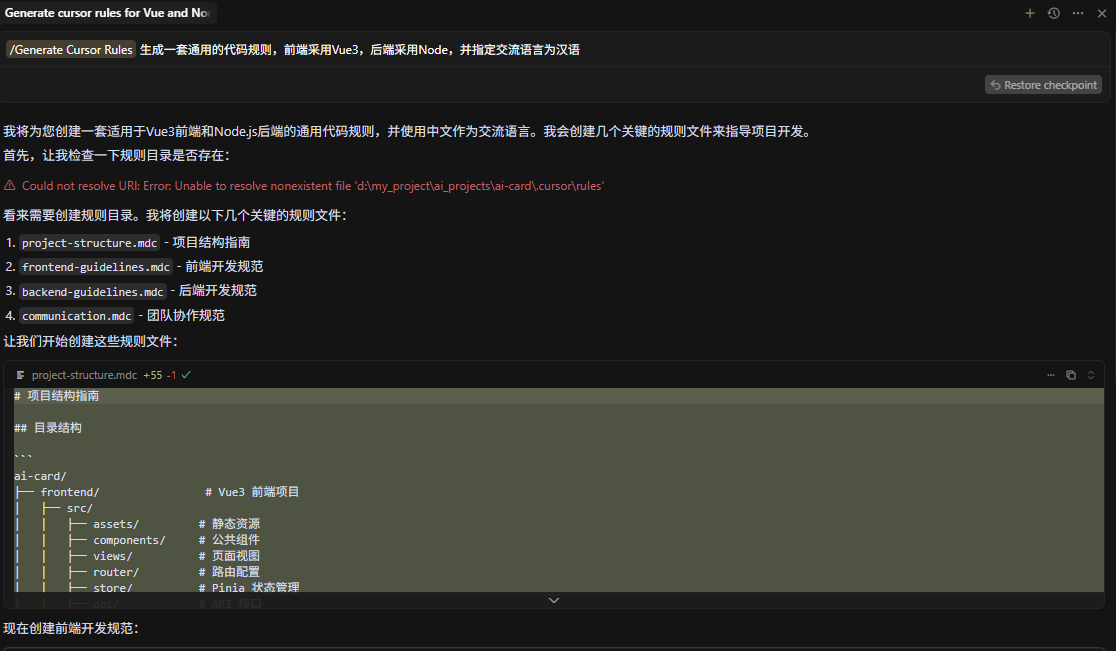 Generate cursor rules for Vue and No
/Generate Cursor Rules 生成一套通用的代码规则，前端采用Vue3，后端采用Node，并指定交流语言为汉语
Restore checkpoint
我将为您创建一套适用于Vue3前端和Node.js后端的通用代码规则，并使用中文作为交流语言。我会创建几个关键的规则文件来指导项目开发。
首先，让我检查一下规则目录是否存在：
Could not resolve URI: Error: Unable to resolve nonexistent file 'd:\my_project\ai_projects\ai-card\.cursor\rules'
看来需要创建规则目录。我将创建以下几个关键的规则文件：
1. project-structure.mdc - 项目结构指南
2. frontend-guidelines.mdc - 前端开发规范
3. backend-guidelines.mdc - 后端开发规范
4. communication.mdc - 团队协作规范
让我们开始创建这些规则文件：
project-structure.mdc +55 -1
# 项目结构指南
## 目录结构
```
ai-card/
├── frontend/ # Vue3 前端项目
│ ├── src/
│ │ ├── assets/ # 静态资源
│ │ ├── components/ # 公共组件
│ │ ├── views/ # 页面视图
│ │ ├── router/ # 路由配置
│ │ ├── store/ # Pinia 状态管理
│ │ ├── api/ # API 接口
现在创建前端开发规范：